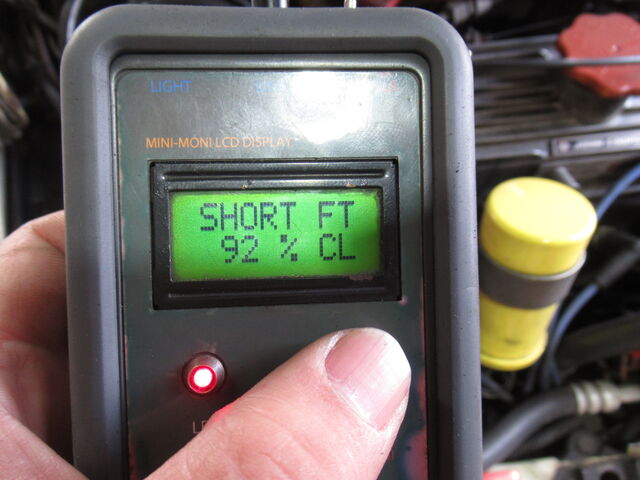 LIGHT
MINI-MONI LCD DISPLAY
SHORT FT
92 % CL